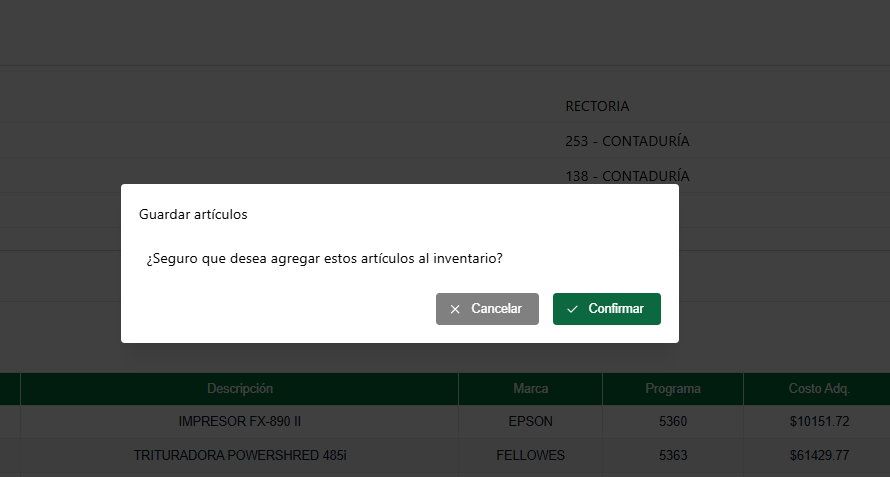 RECTORIA
253 - CONTADURÍA
138 - CONTADURÍA
Guardar artículos
¿Seguro que desea agregar estos artículos al inventario?
Cancelar Confirmar
Descripción Marca Programa Costo Adq.
IMPRESOR FX-890 II EPSON 5360 $10151.72
TRITURADORA POWERSHRED 485i FELLOWES 5363 $61429.77